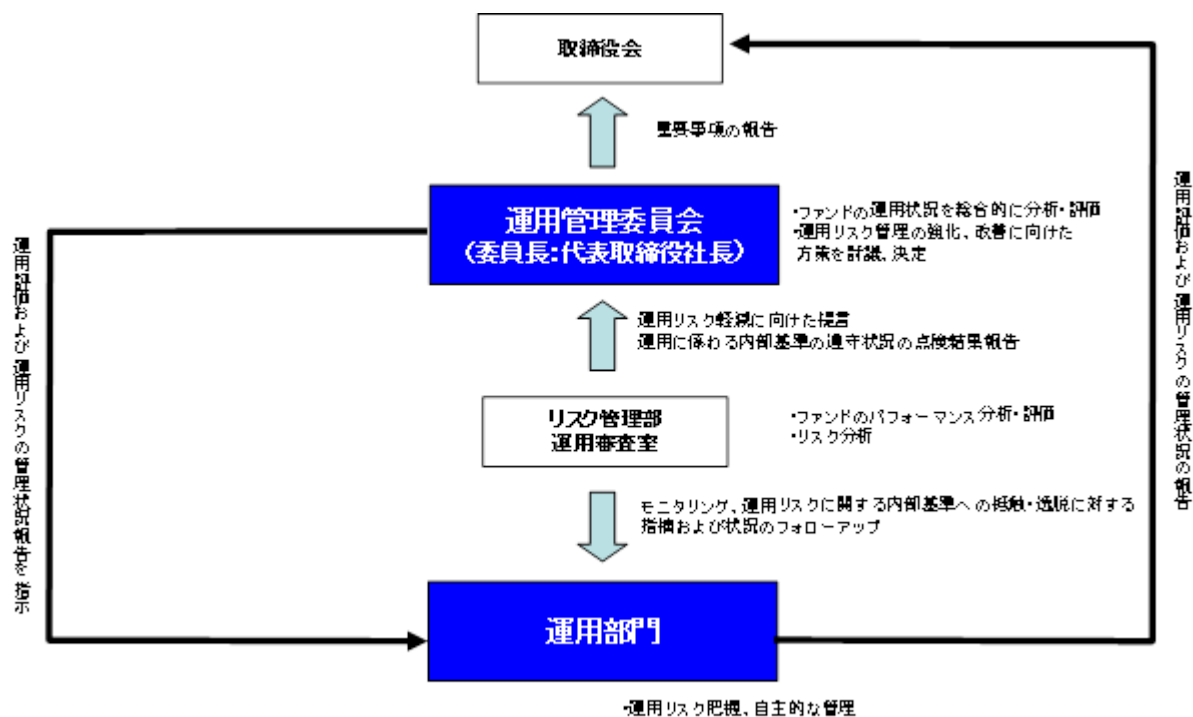 取締役会
重要事項の報告
運用管理委員会
（委員長：代表取締役社長）
・ファンドの運用状況を総合的に分析・評価
・運用リスク管理の強化、改善に向けた
方策を討議、決定
運用リスク軽減に向けた提言
運用に係わる内部基準の遵守状況の点検結果報告
リスク管理部
運用審査室
・ファンドのパフォーマンス分析・評価
・リスク分析
モニタリング、運用リスクに関する内部基準への抵触・逸脱に対する
指摘および状況のフォローアップ
運用部門
・運用リスク把握、自主的な管理
運用評価および運用リスクの管理状況報告を指示
運用評価および運用リスクの管理状況の報告